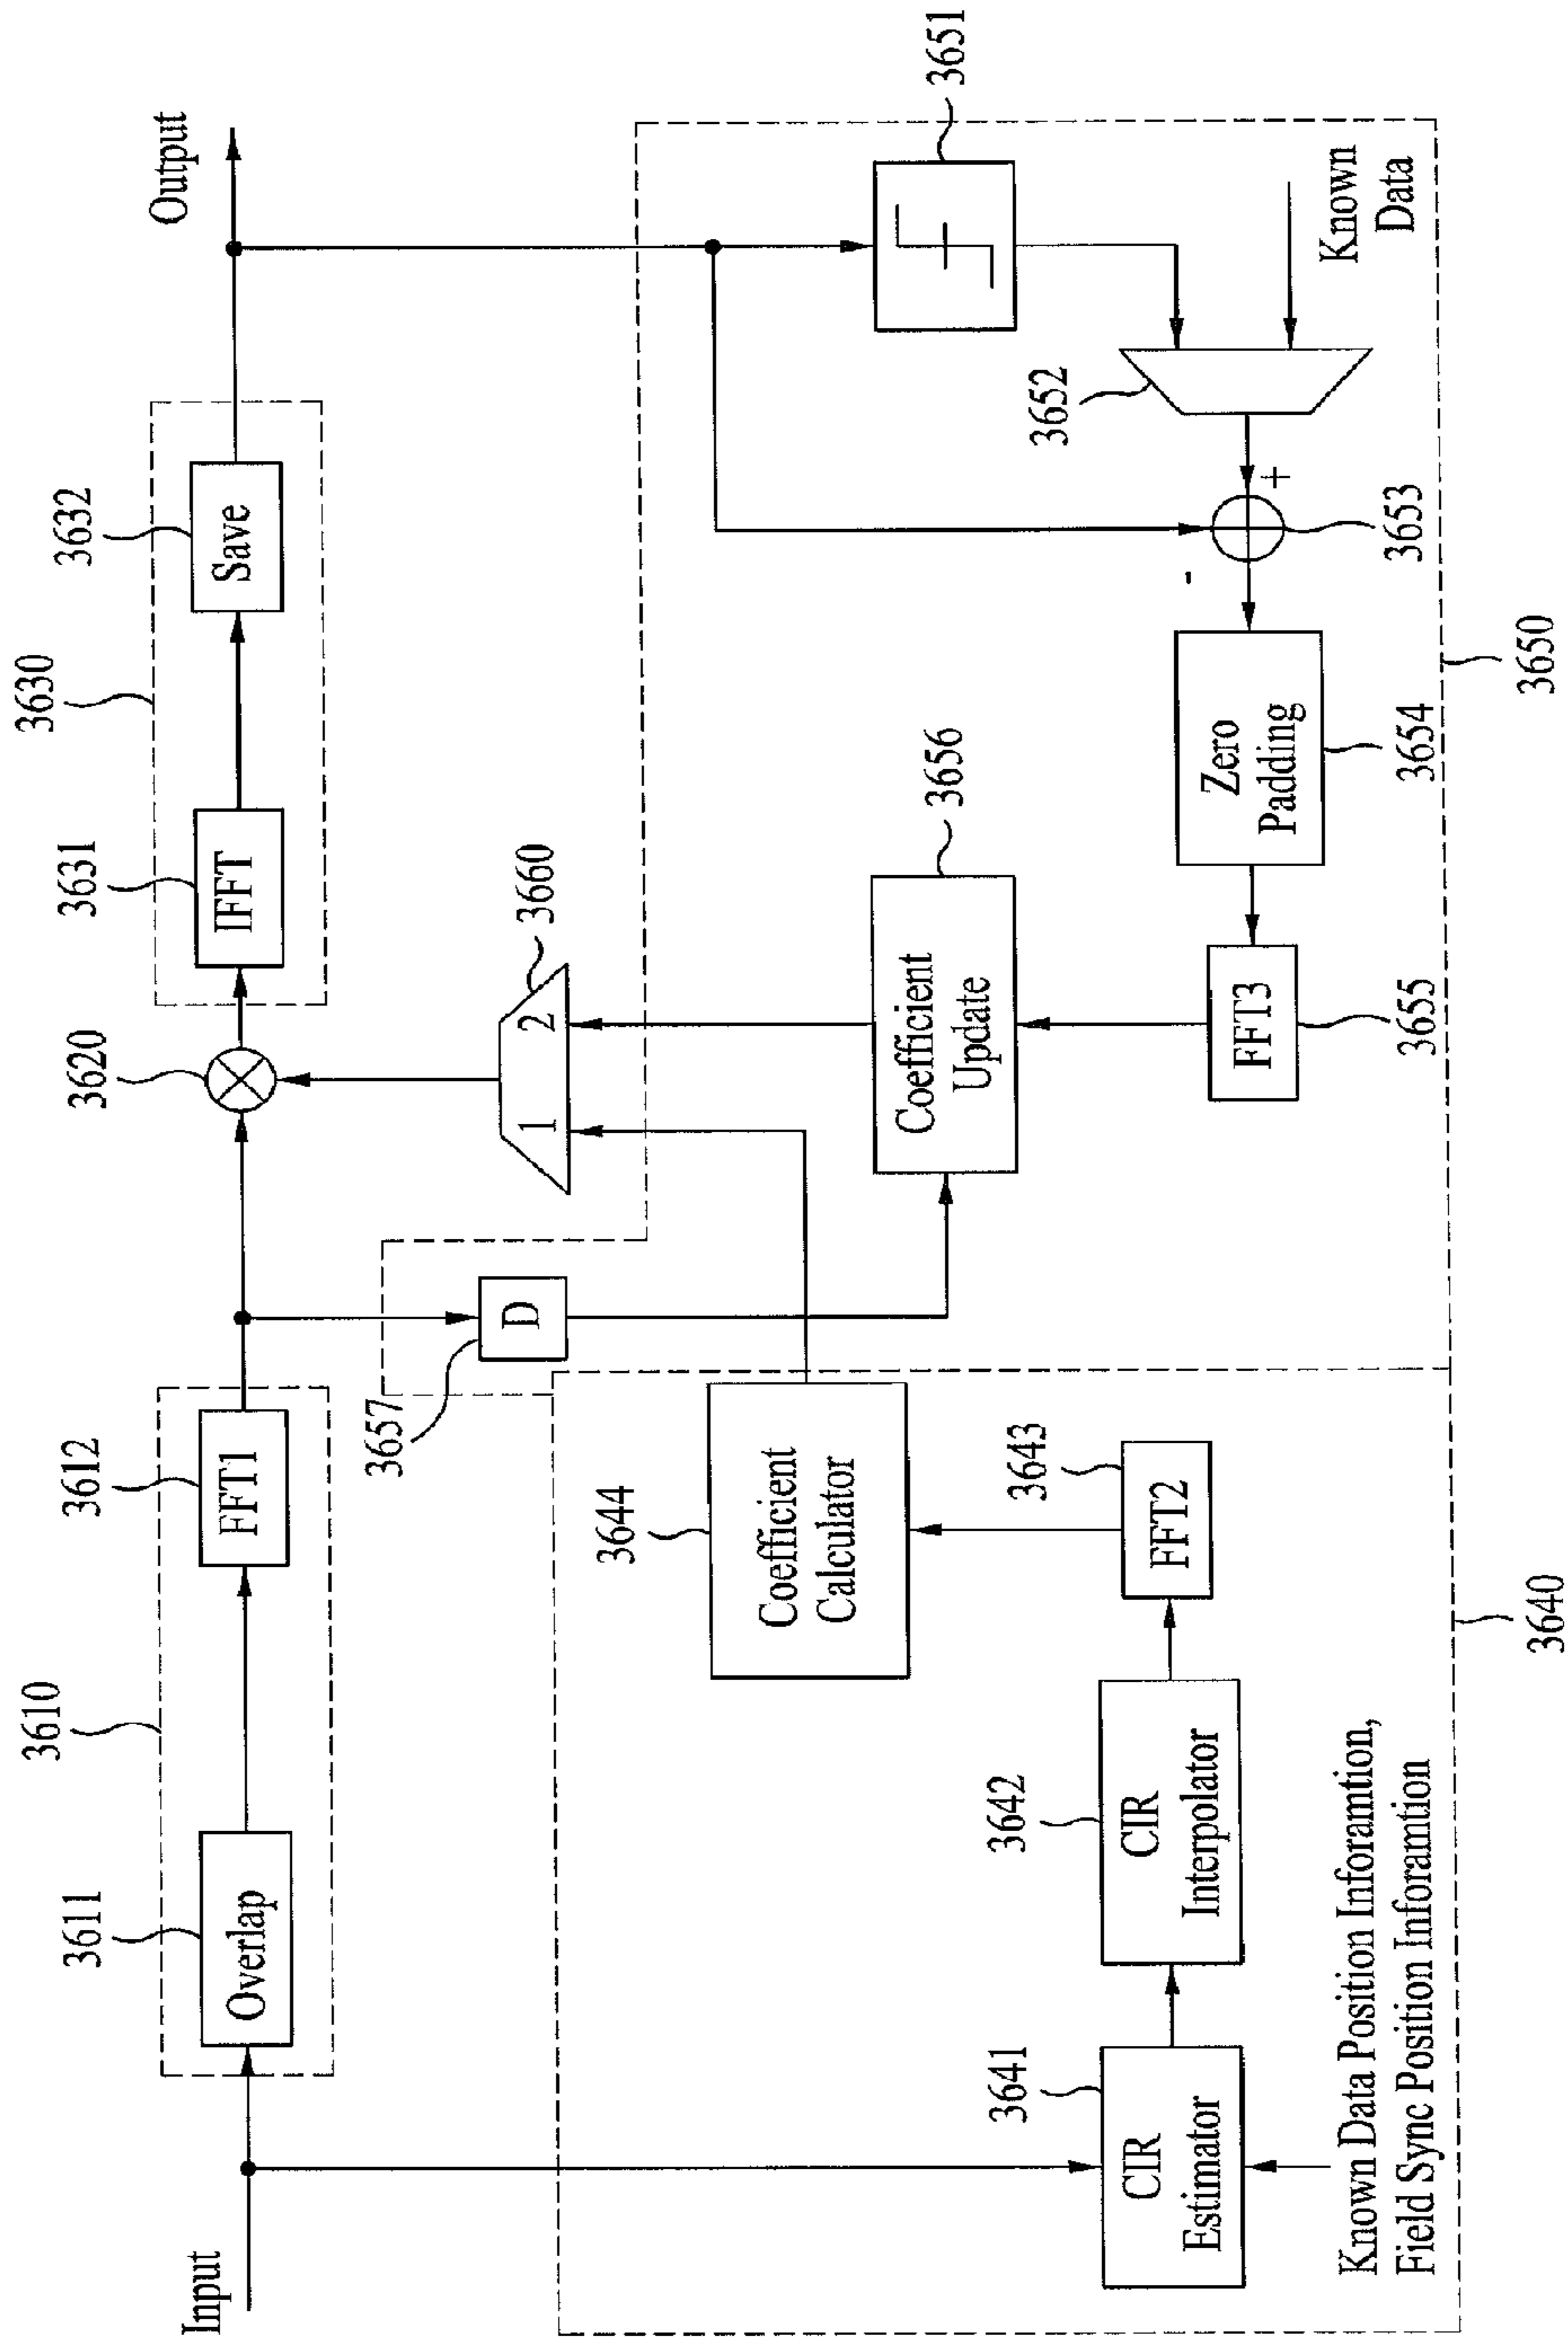 3610
3630
3611
3612
3620
3631
3632
Input
Overlap
FFT1
IFFT
Save
Output
3657
D
1
2
3660
3644
Coefficient
Calculator
3656
Coefficient
Update
3651
3641
3642
3643
3652
CIR
Estimator
CIR
Interpolator
FFT2
FFT3
3655
Zero
Padding
3654
-
+
3653
Known
Data
Known Data Position Inforamtion,
Field Sync Position Inforamtion
3640
3650